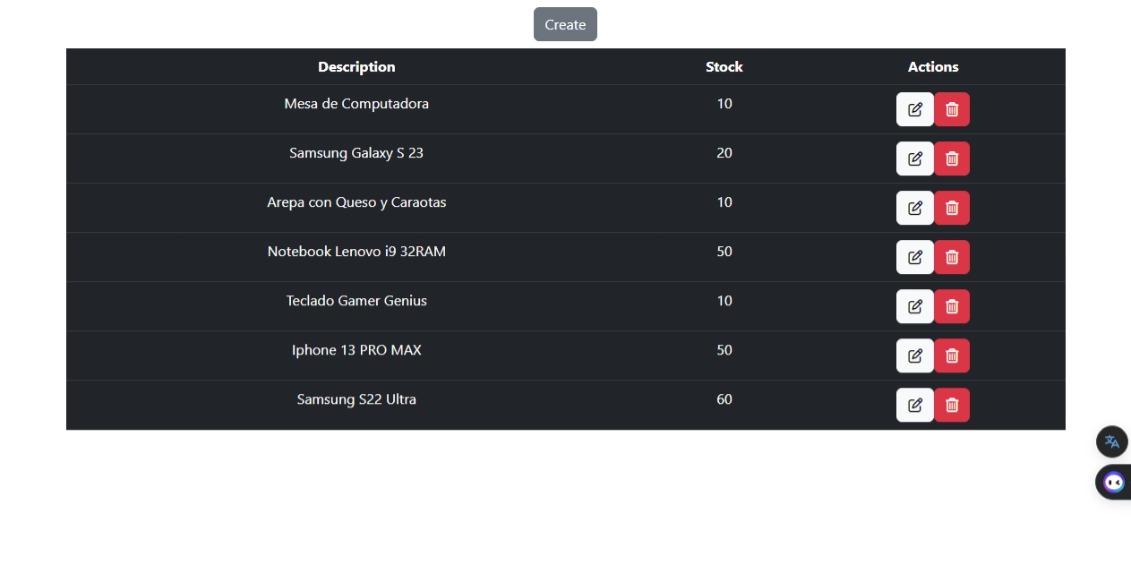 Create
Description Stock Actions
Mesa de Computadora 10
Samsung Galaxy S 23 20
Arepa con Queso y Caraotas 10
Notebook Lenovo i9 32RAM 50
Teclado Gamer Genius 10
Iphone 13 PRO MAX 50
Samsung S22 Ultra 60